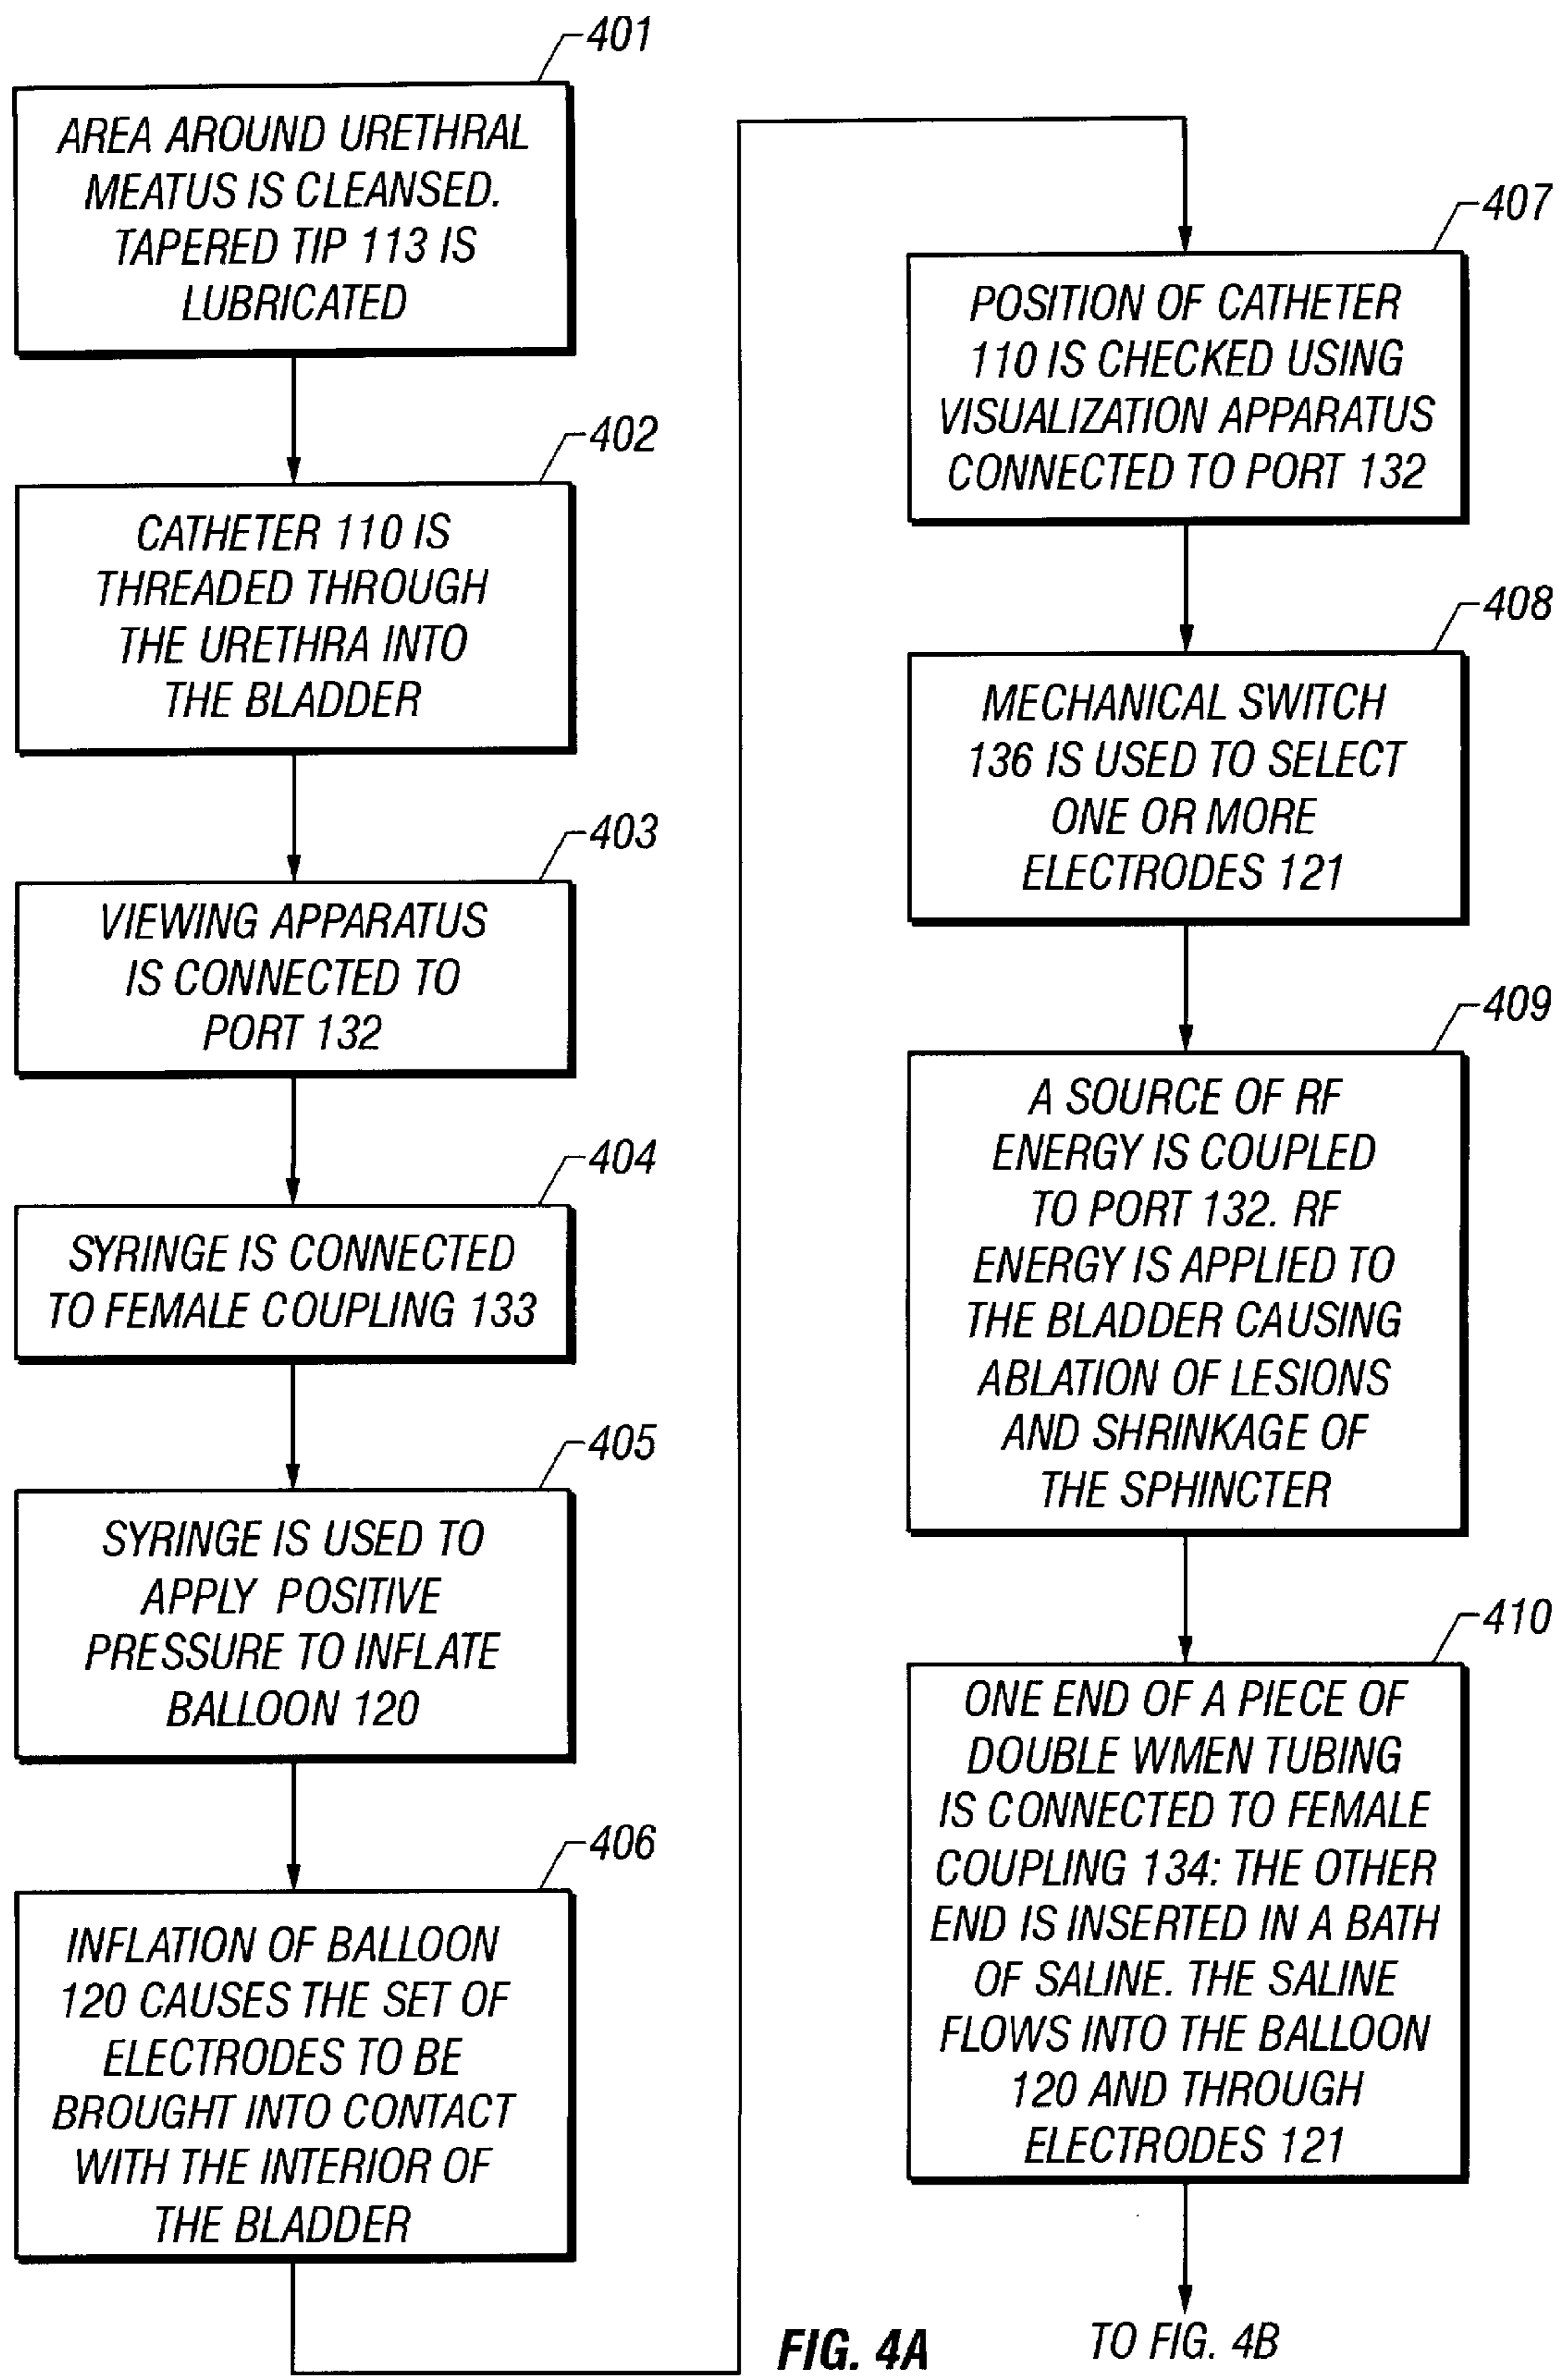 401
AREA AROUND URETHRAL
MEATUS IS CLEANSED.
TAPERED TIP 113 IS
LUBRICATED
402
CATHETER 110 IS
THREADED THROUGH
THE URETHRA INTO
THE BLADDER
403
VIEWING APPARATUS
IS CONNECTED TO
PORT 132
404
SYRINGE IS CONNECTED
TO FEMALE COUPLING 133
405
SYRINGE IS USED TO
APPLY POSITIVE
PRESSURE TO INFLATE
BALLOON 120
406
INFLATION OF BALLOON
120 CAUSES THE SET OF
ELECTRODES TO BE
BROUGHT INTO CONTACT
WITH THE INTERIOR OF
THE BLADDER
407
POSITION OF CATHETER
110 IS CHECKED USING
VISUALIZATION APPARATUS
CONNECTED TO PORT 132
408
MECHANICAL SWITCH
136 IS USED TO SELECT
ONE OR MORE
ELECTRODES 121
409
A SOURCE OF RF
ENERGY IS COUPLED
TO PORT 132. RF
ENERGY IS APPLIED TO
THE BLADDER CAUSING
ABLATION OF LESIONS
AND SHRINKAGE OF
THE SPHINCTER
410
ONE END OF A PIECE OF
DOUBLE WMEN TUBING
IS CONNECTED TO FEMALE
COUPLING 134: THE OTHER
END IS INSERTED IN A BATH
OF SALINE. THE SALINE
FLOWS INTO THE BALLOON
120 AND THROUGH
ELECTRODES 121
TO FIG. 4B
FIG. 4A